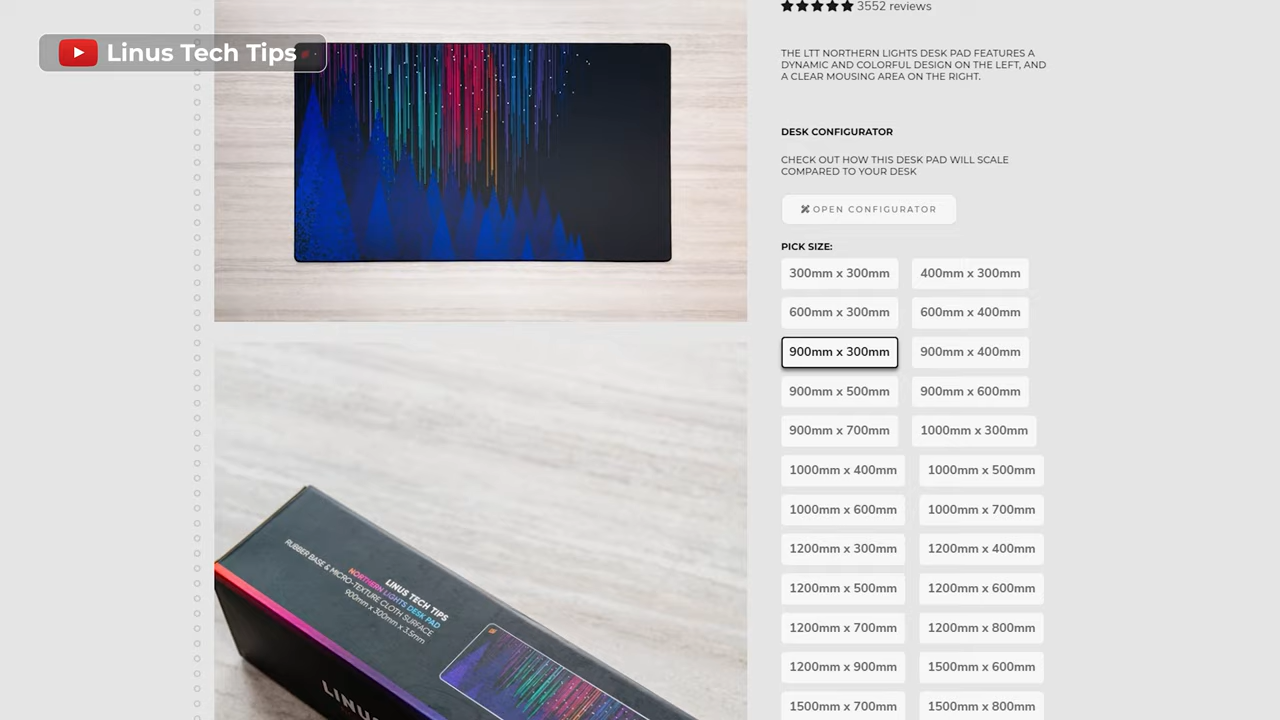 Linus Tech Tips
3552 reviews
THE LTT NORTHERN LIGHTS DESK PAD FEATURES A
DYNAMIC AND COLORFUL DESIGN ON THE LEFT, AND
A CLEAR MOUSING AREA ON THE RIGHT.
DESK CONFIGURATOR
CHECK OUT HOW THIS DESK PAD WILL SCALE
COMPARED TO YOUR DESK
OPEN CONFIGURATOR
PICK SIZE:
300mm x 300mm 400mm x 300mm
600mm x 300mm 600mm x 400mm
900mm x 300mm 900mm x 400mm
900mm x 500mm 900mm x 600mm
900mm x 700mm 1000mm x 300mm
1000mm x 400mm 1000mm x 500mm
1000mm x 600mm 1000mm x 700mm
1200mm x 300mm 1200mm x 400mm
1200mm x 500mm 1200mm x 600mm
1200mm x 700mm 1200mm x 800mm
1200mm x 900mm 1500mm x 600mm
1500mm x 700mm 1500mm x 800mm
LINUS TECH TIPS
NORTHERN LIGHTS DESK PAD
RUBBER BASE & MICRO-TEXTURE CLOTH SURFACE
900mm x 300mm x 3.5mm
LINUS